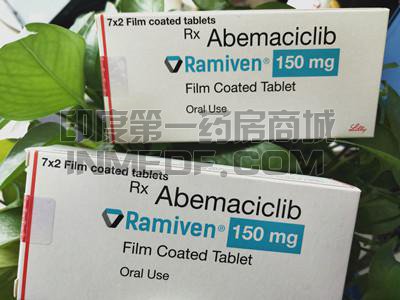 7x2 Film coated tablets
Rx Abemaciclib
Ramiven® 150 mg
Film Coated Tablet
Oral Use
Lilly
印度第一药房商城
INMEDF.COM
7x2 Film coated tablets
Rx Abemaciclib
Ramiven® 150 mg
Film Coated Tablet
Oral Use